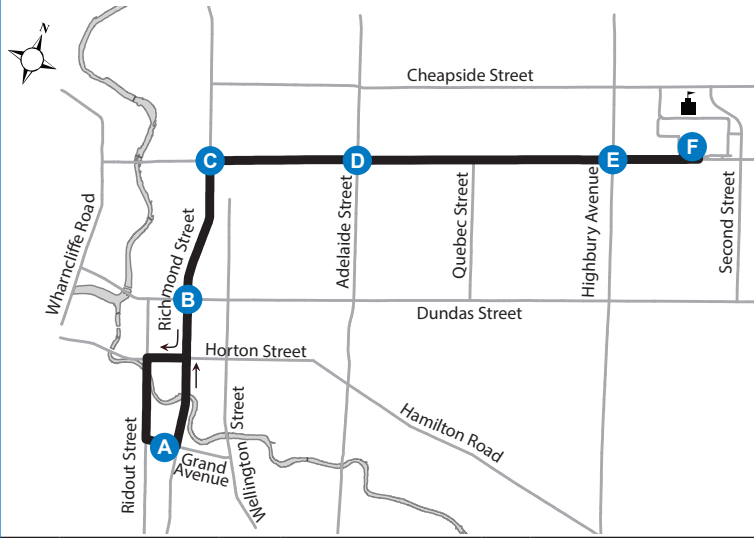 N
Cheapside Street
C
D
E
F
Wharncliffe Road
Richmond Street
Adelaide Street
Quebec Street
Highbury Avenue
Second Street
B
Dundas Street
Horton Street
Ridout Street
A
Grand
Avenue
Wellington Street
Hamilton Road